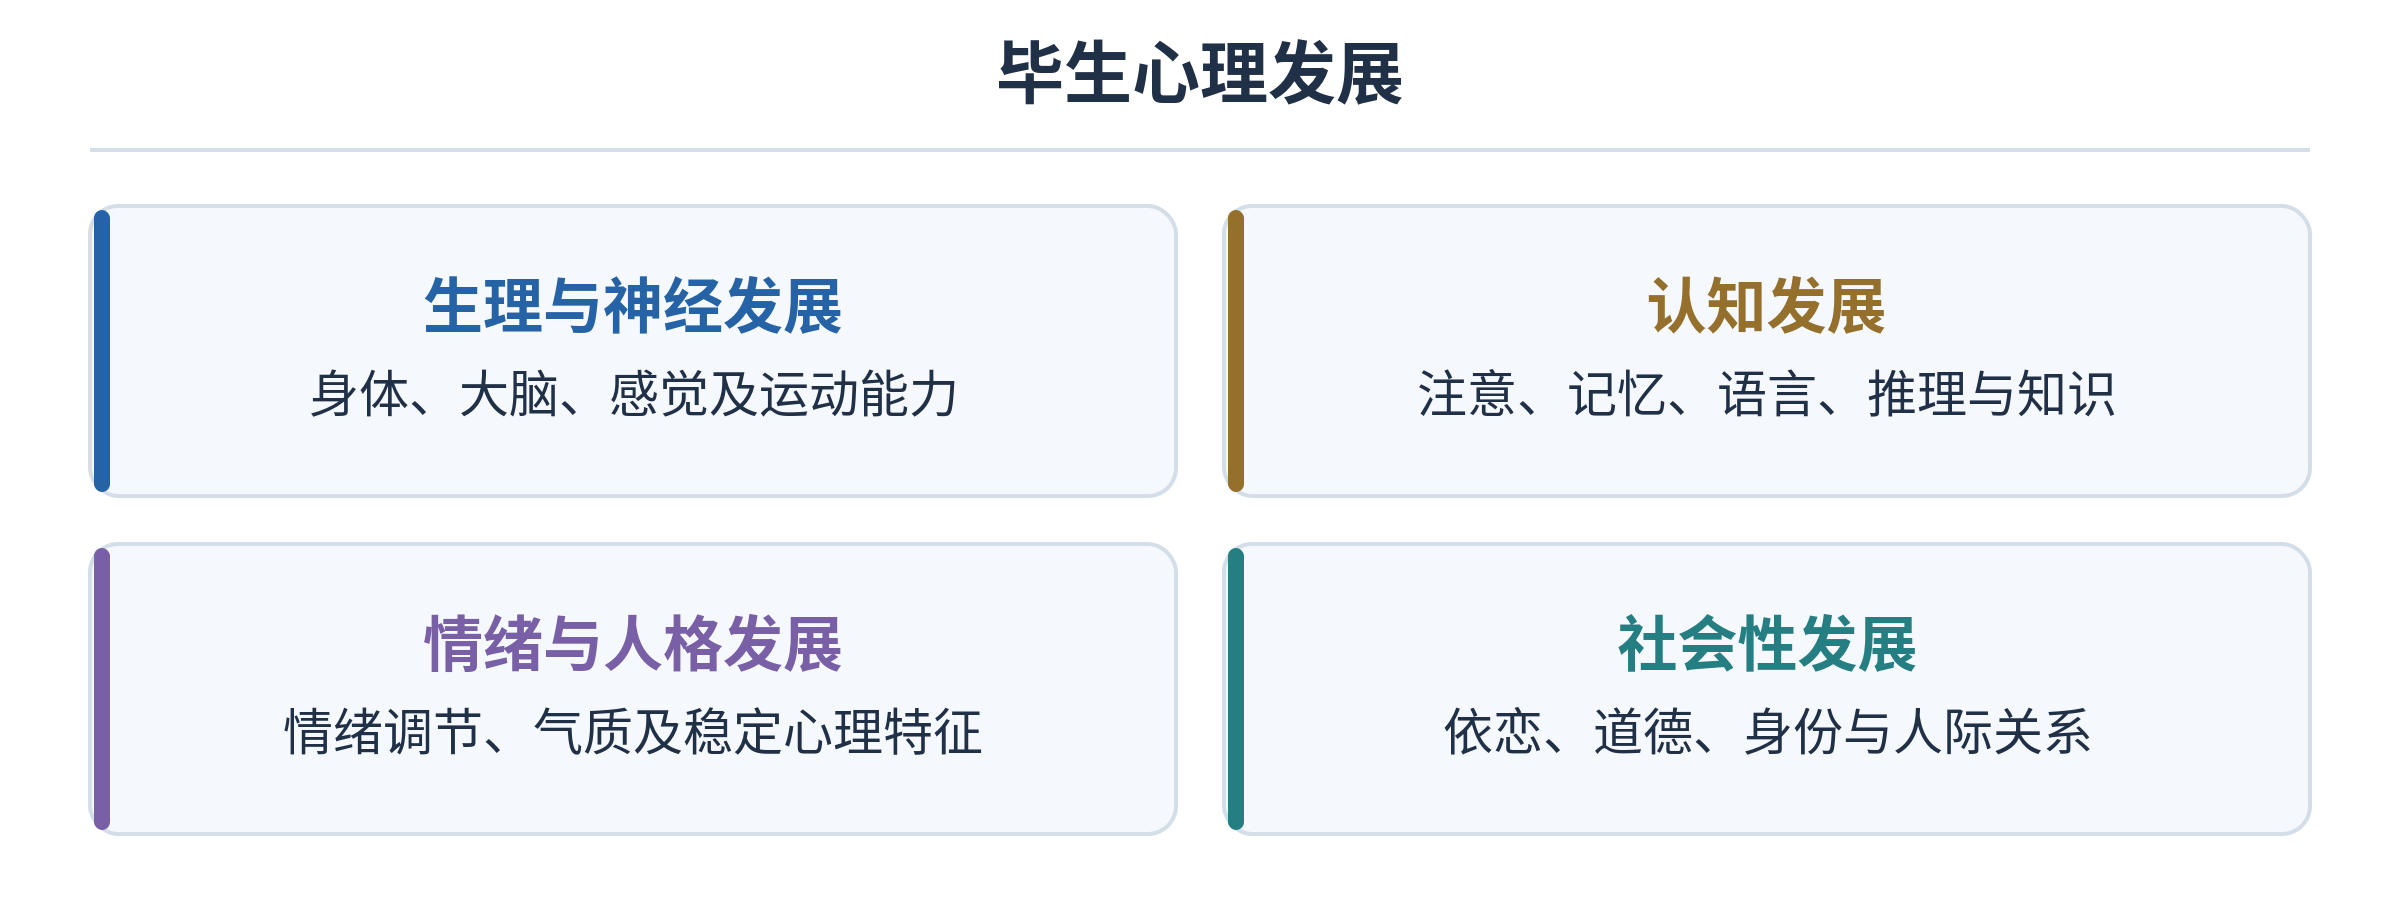 毕生心理发展
生理与神经发展
身体、大脑、感觉及运动能力
认知发展
注意、记忆、语言、推理与知识
情绪与人格发展
情绪调节、气质及稳定心理特征
社会性发展
依恋、道德、身份与人际关系